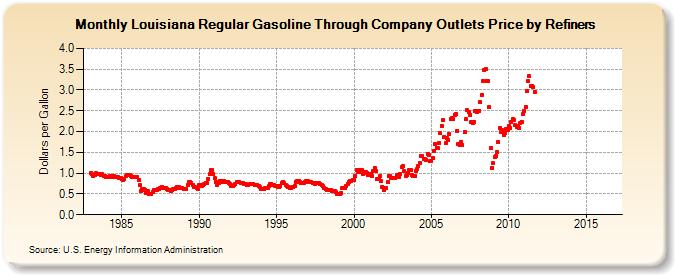 Monthly Louisiana Regular Gasoline Through Company Outlets Price by Refiners
Dollars per Gallon
4.0
3.5
3.0
2.5
2.0
1.5
1.0
0.5
0.0
1985 1990 1995 2000 2005 2010 2015
Source: U.S. Energy Information Administration